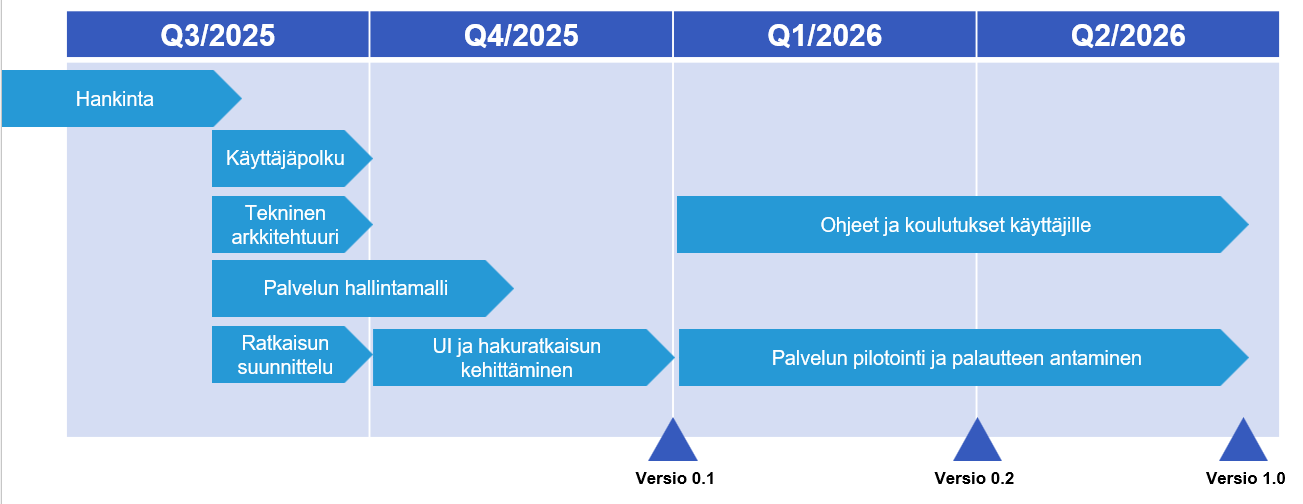 Q3/2025
Q4/2025
Q1/2026
Q2/2026
Hankinta
Käyttäjäpolku
Tekninen
arkkitehtuuri
Ohjeet ja koulutukset käyttäjille
Palvelun hallintamalli
Ratkaisun
suunnittelu
UI ja hakuratkaisun
kehittäminen
Palvelun pilotointi ja palautteen antaminen
Versio 0.1
Versio 0.2
Versio 1.0